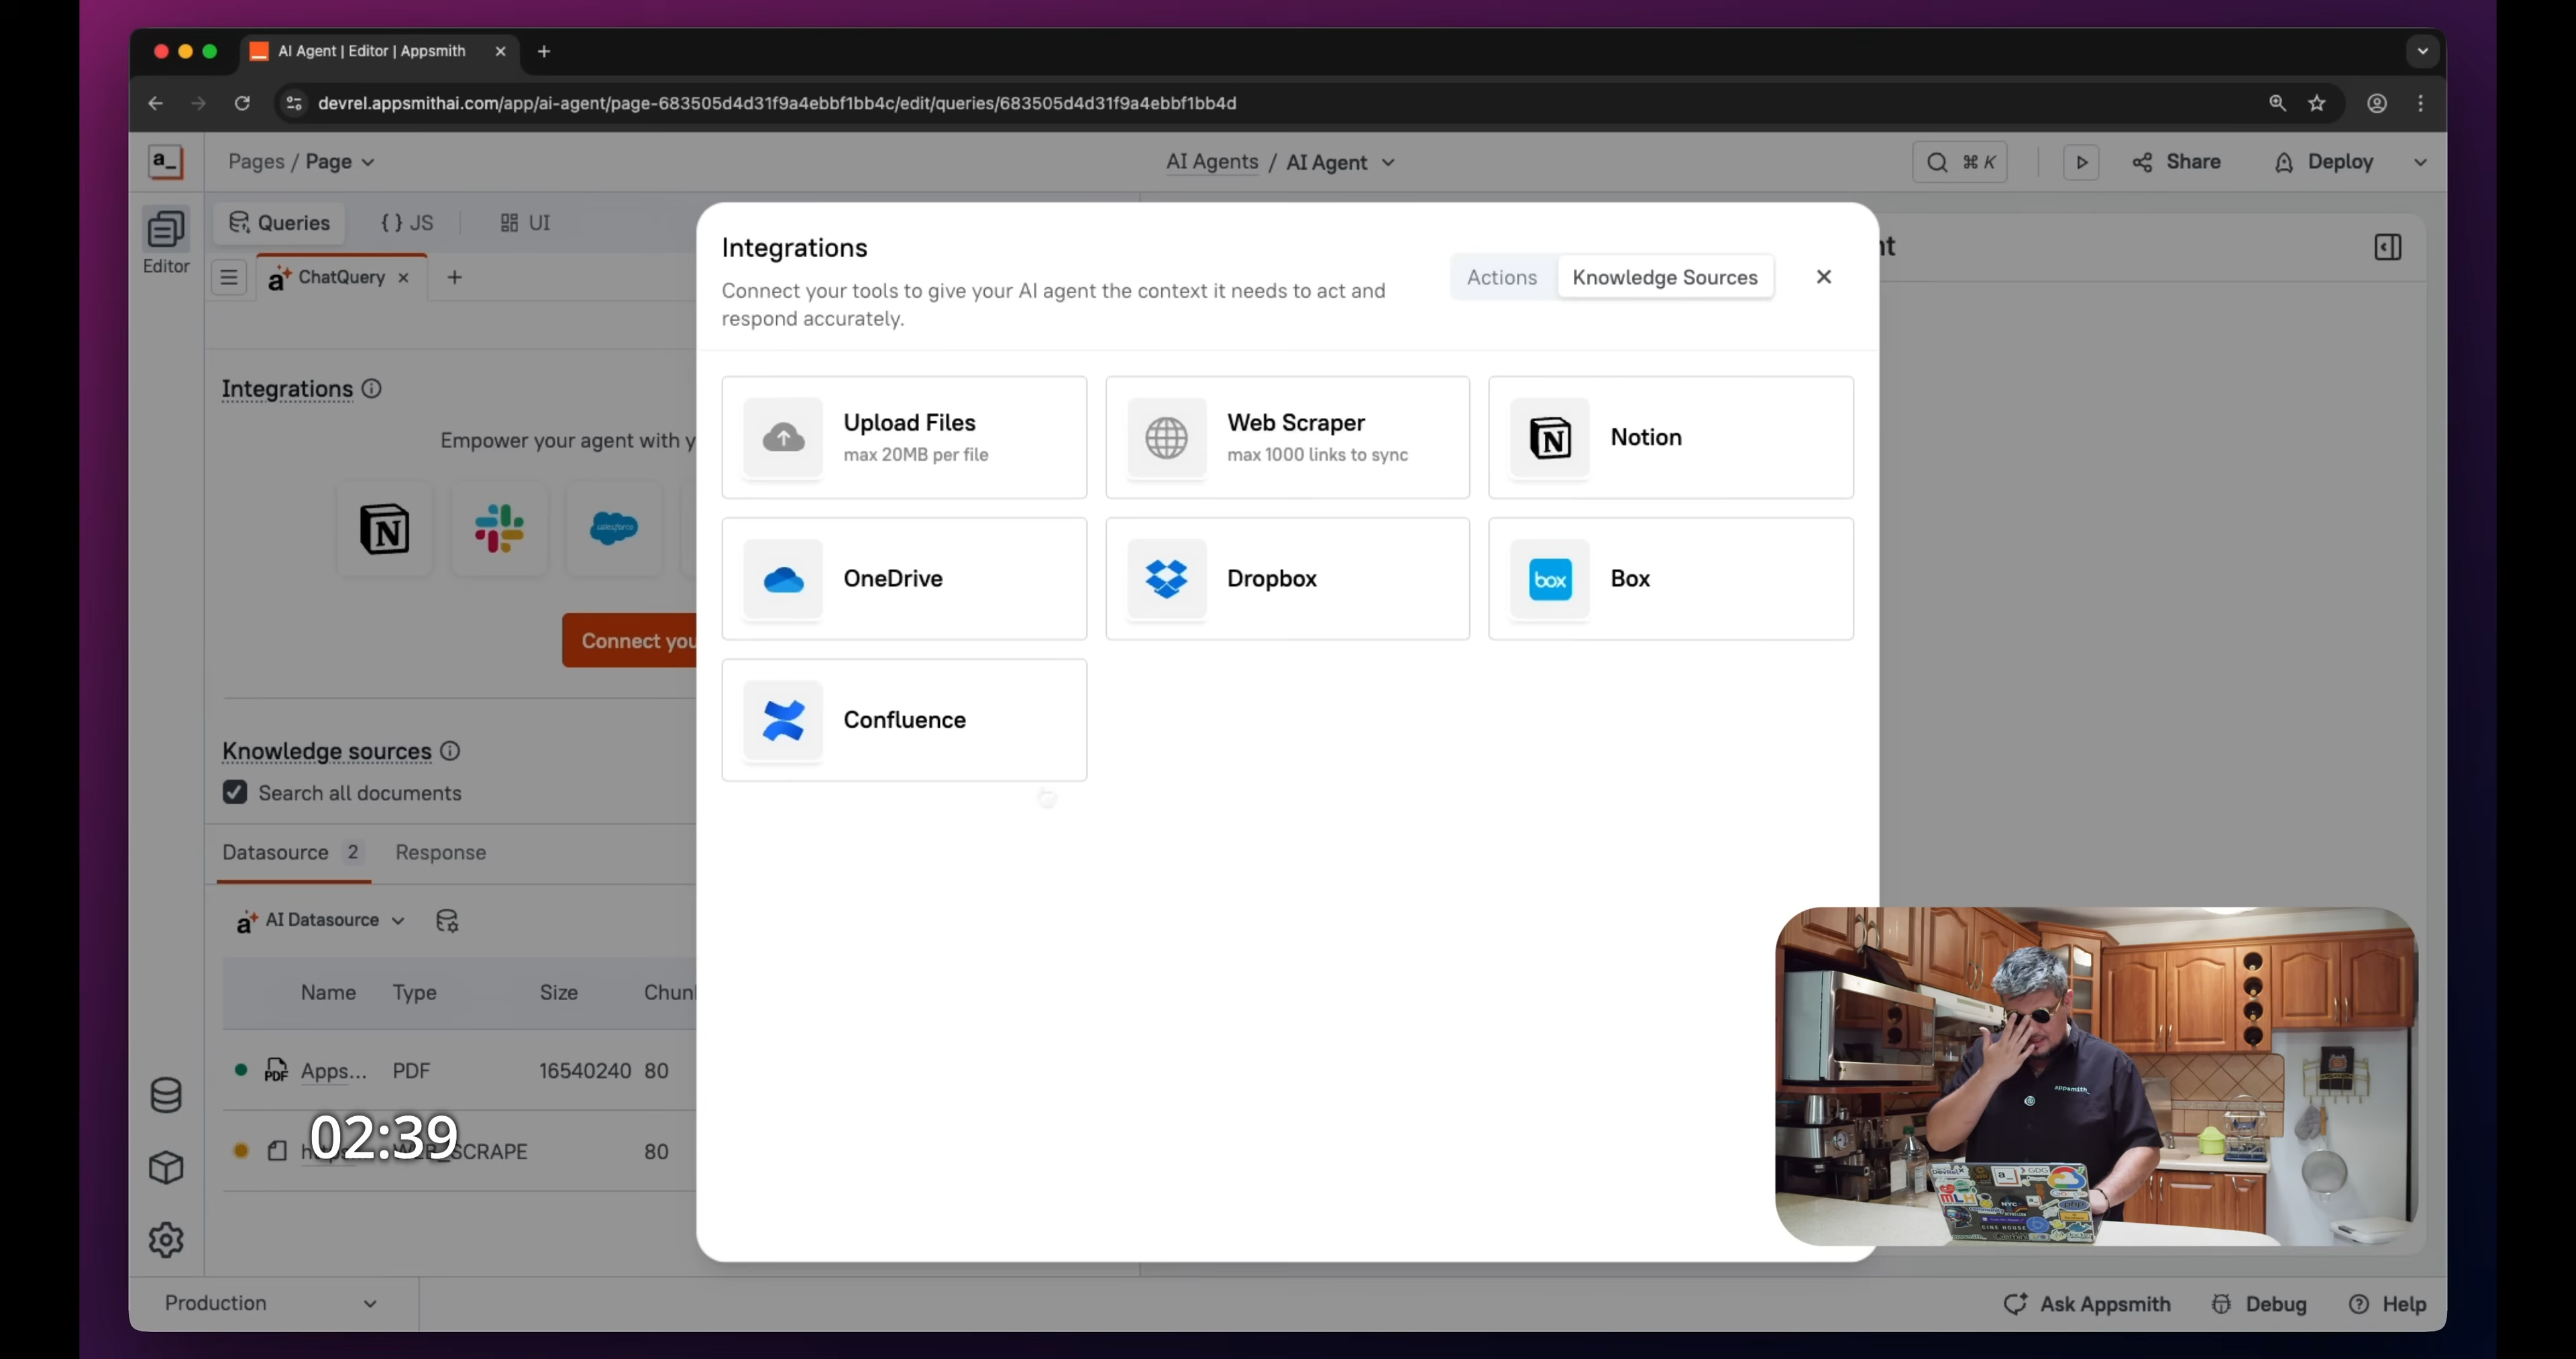 AI Agent | Editor | Appsmith
devrel.appsmithai.com/app/ai-agent/page-683505d4d31f9a4ebbf1bb4c/edit/queries/683505d4d31f9a4ebbf1bb4d
a_ Pages / Page
AI Agents / AI Agent
⌘ K
Share
Deploy
Editor
Queries
{ } JS
UI
ChatQuery
Integrations
Empower your agent with y
salesforce
Connect you
Knowledge sources
Search all documents
Datasource 2 Response
AI Datasource
Name Type Size Chun
PDF Apps... PDF 16540240 80
SCRAPE 80
02:39
Integrations
Connect your tools to give your AI agent the context it needs to act and
respond accurately.
Actions Knowledge Sources
nt
Upload Files
max 20MB per file
Web Scraper
max 1000 links to sync
Notion
OneDrive
Dropbox
box Box
Confluence
appsmith_
Production
Ask Appsmith
Debug
Help